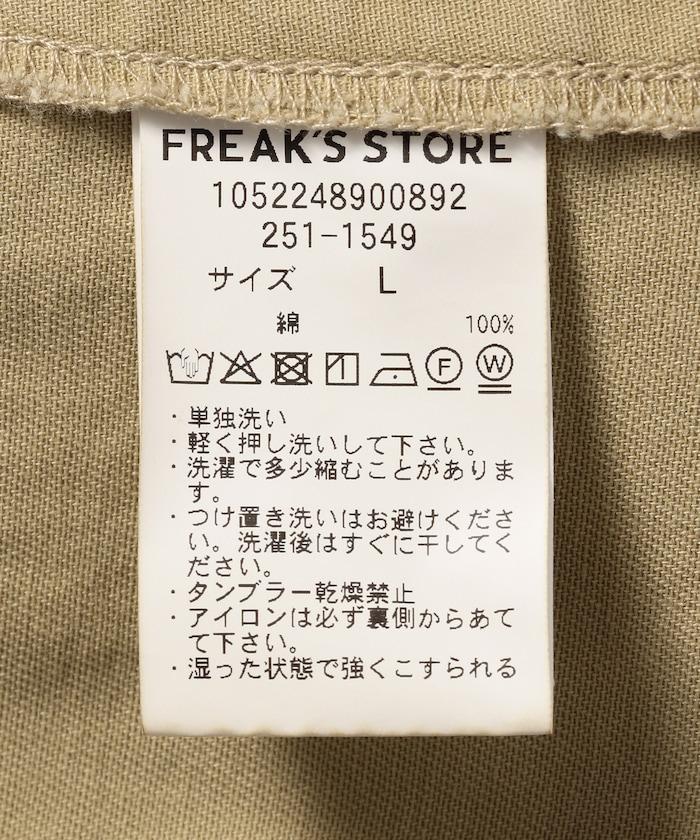 FREAK'S STORE
1052248900892
251-1549
サイズ L
綿 100%
F W
・単独洗い
・軽く押し洗いして下さい。
・洗濯で多少縮むことがありま
す。
・つけ置き洗いはお避けくださ
い。洗濯後はすぐに干してく
ださい。
・タンブラー乾燥禁止
・アイロンは必ず裏側からあて
て下さい。
・湿った状態で強くこすられる